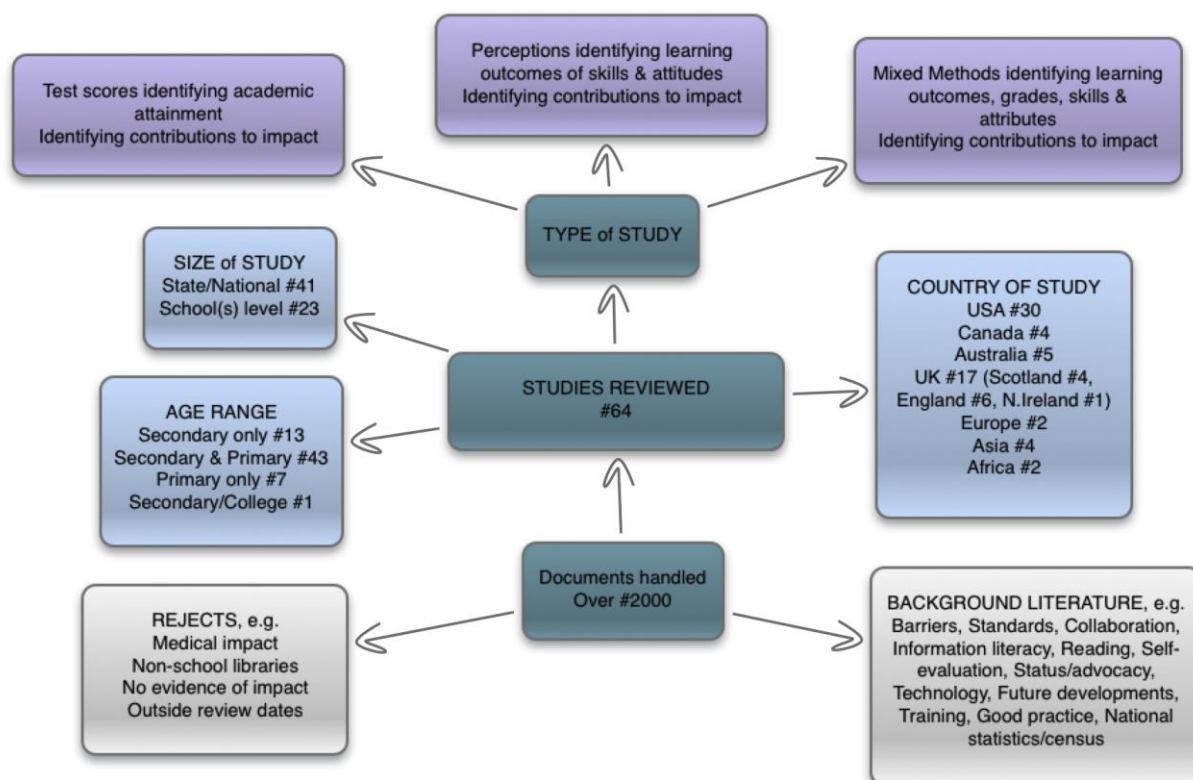 Perceptions identifying learning
outcomes of skills & attitudes
Identifying contributions to impact
Test scores identifying academic
attainment
Identifying contributions to impact
Mixed Methods identifying learning
outcomes, grades, skills &
attributes
Identifying contributions to impact
TYPE of STUDY
SIZE of STUDY
State/National #41
School(s) level #23
COUNTRY OF STUDY
USA #30
Canada #4
Australia #5
UK #17 (Scotland #4,
England #6, N.Ireland #1)
Europe #2
Asia #4
Africa #2
STUDIES REVIEWED
#64
AGE RANGE
Secondary only #13
Secondary & Primary #43
Primary only #7
Secondary/College #1
Documents handled
Over #2000
REJECTS, e.g.
Medical impact
Non-school libraries
No evidence of impact
Outside review dates
BACKGROUND LITERATURE, e.g.
Barriers, Standards, Collaboration,
Information literacy, Reading, Self-
evaluation, Status/advocacy,
Technology, Future developments,
Training, Good practice, National
statistics/census